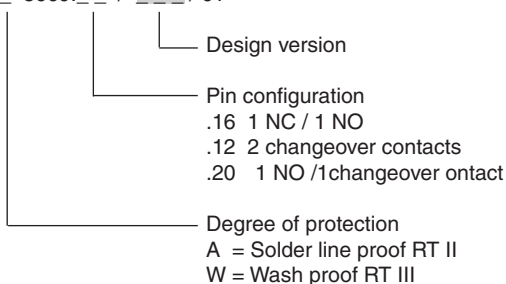 Design version
Pin configuration
.16 1 NC / 1 NO
.12 2 changeover contacts
.20 1 NO /1changeover ontact
Degree of protection
A = Solder line proof RT II
W = Wash proof RT III